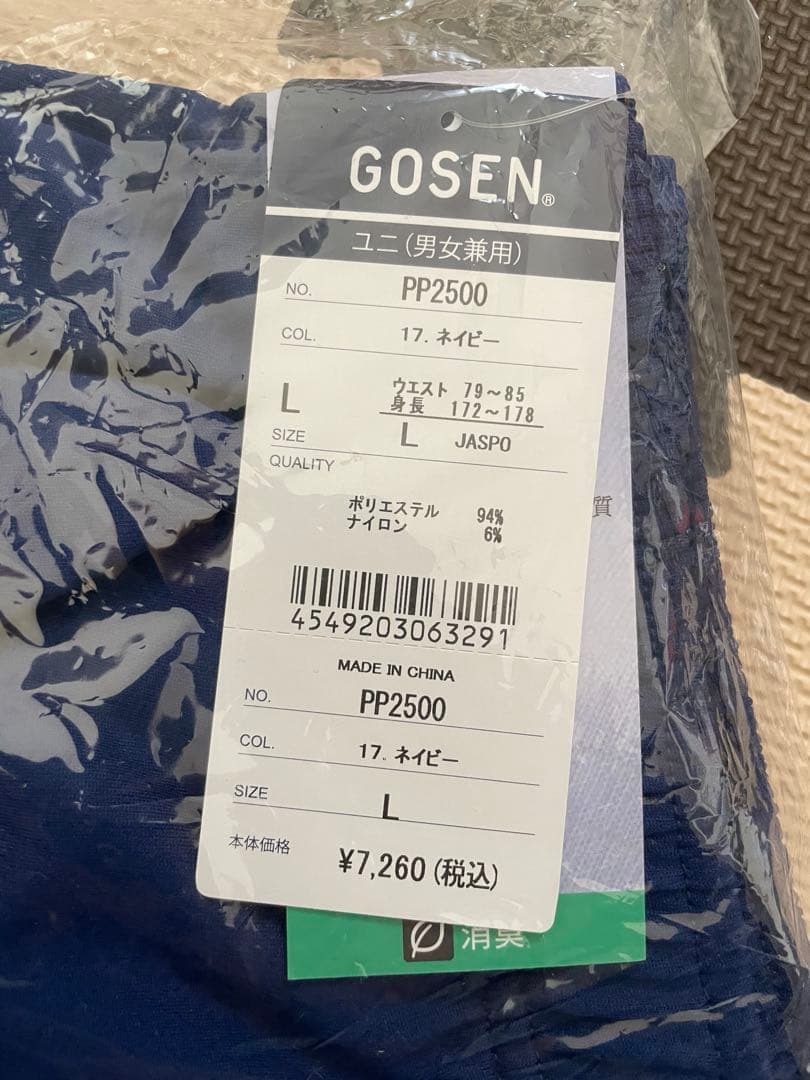 GOSEN®
ユニ(男女兼用)
NO. PP2500
COL. 17. ネイビー
L ウエスト 79～85
身長 172～178
SIZE L JASPO
QUALITY
ポリエステル 94%
ナイロン 6%
質
4549203063291
MADE IN CHINA
NO. PP2500
COL. 17. ネイビー
SIZE L
本体価格 ¥7,260(税込)
消臭